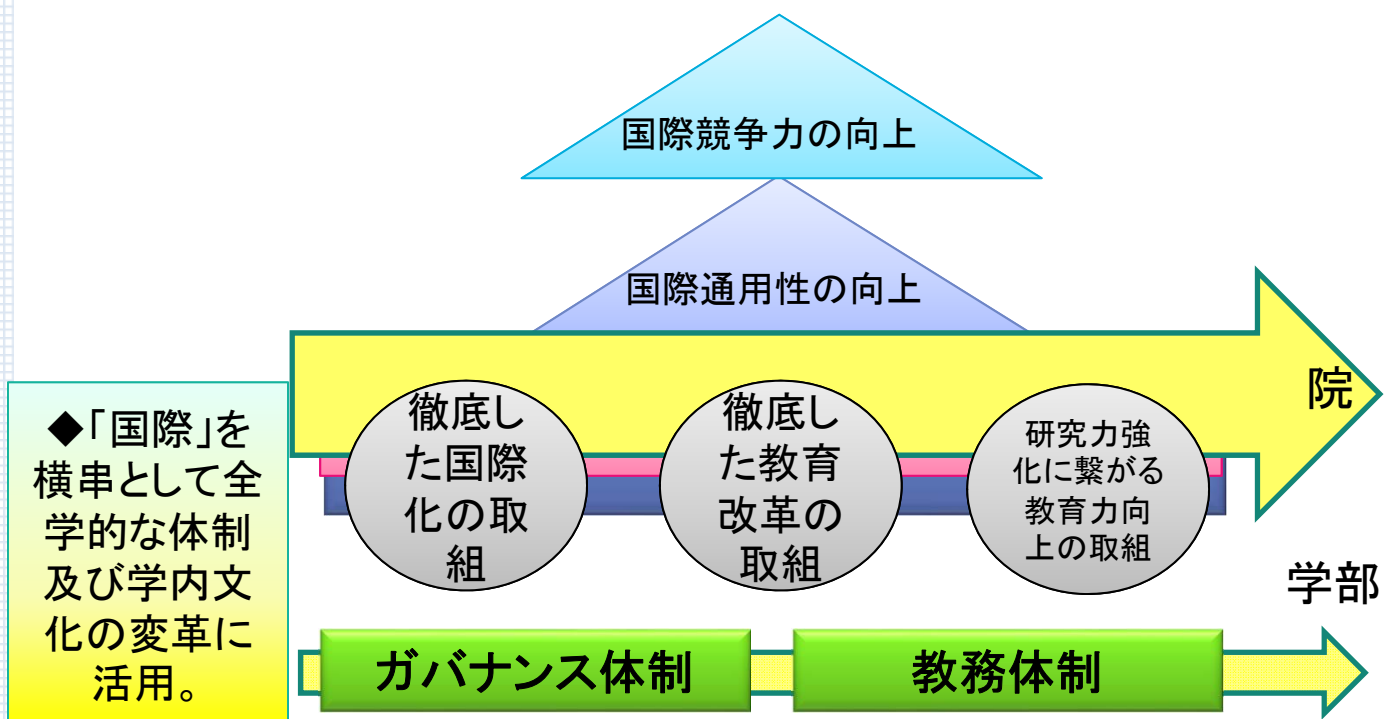 国際競争力の向上
国際通用性の向上
院
◆「国際」を
横串として全
学的な体制
及び学内文
化の変革に
活用。
徹底し
た国際
化の取
組
徹底し
た教育
改革の
取組
研究力強
化に繋がる
教育力向
上の取組
学部
ガバナンス体制
教務体制